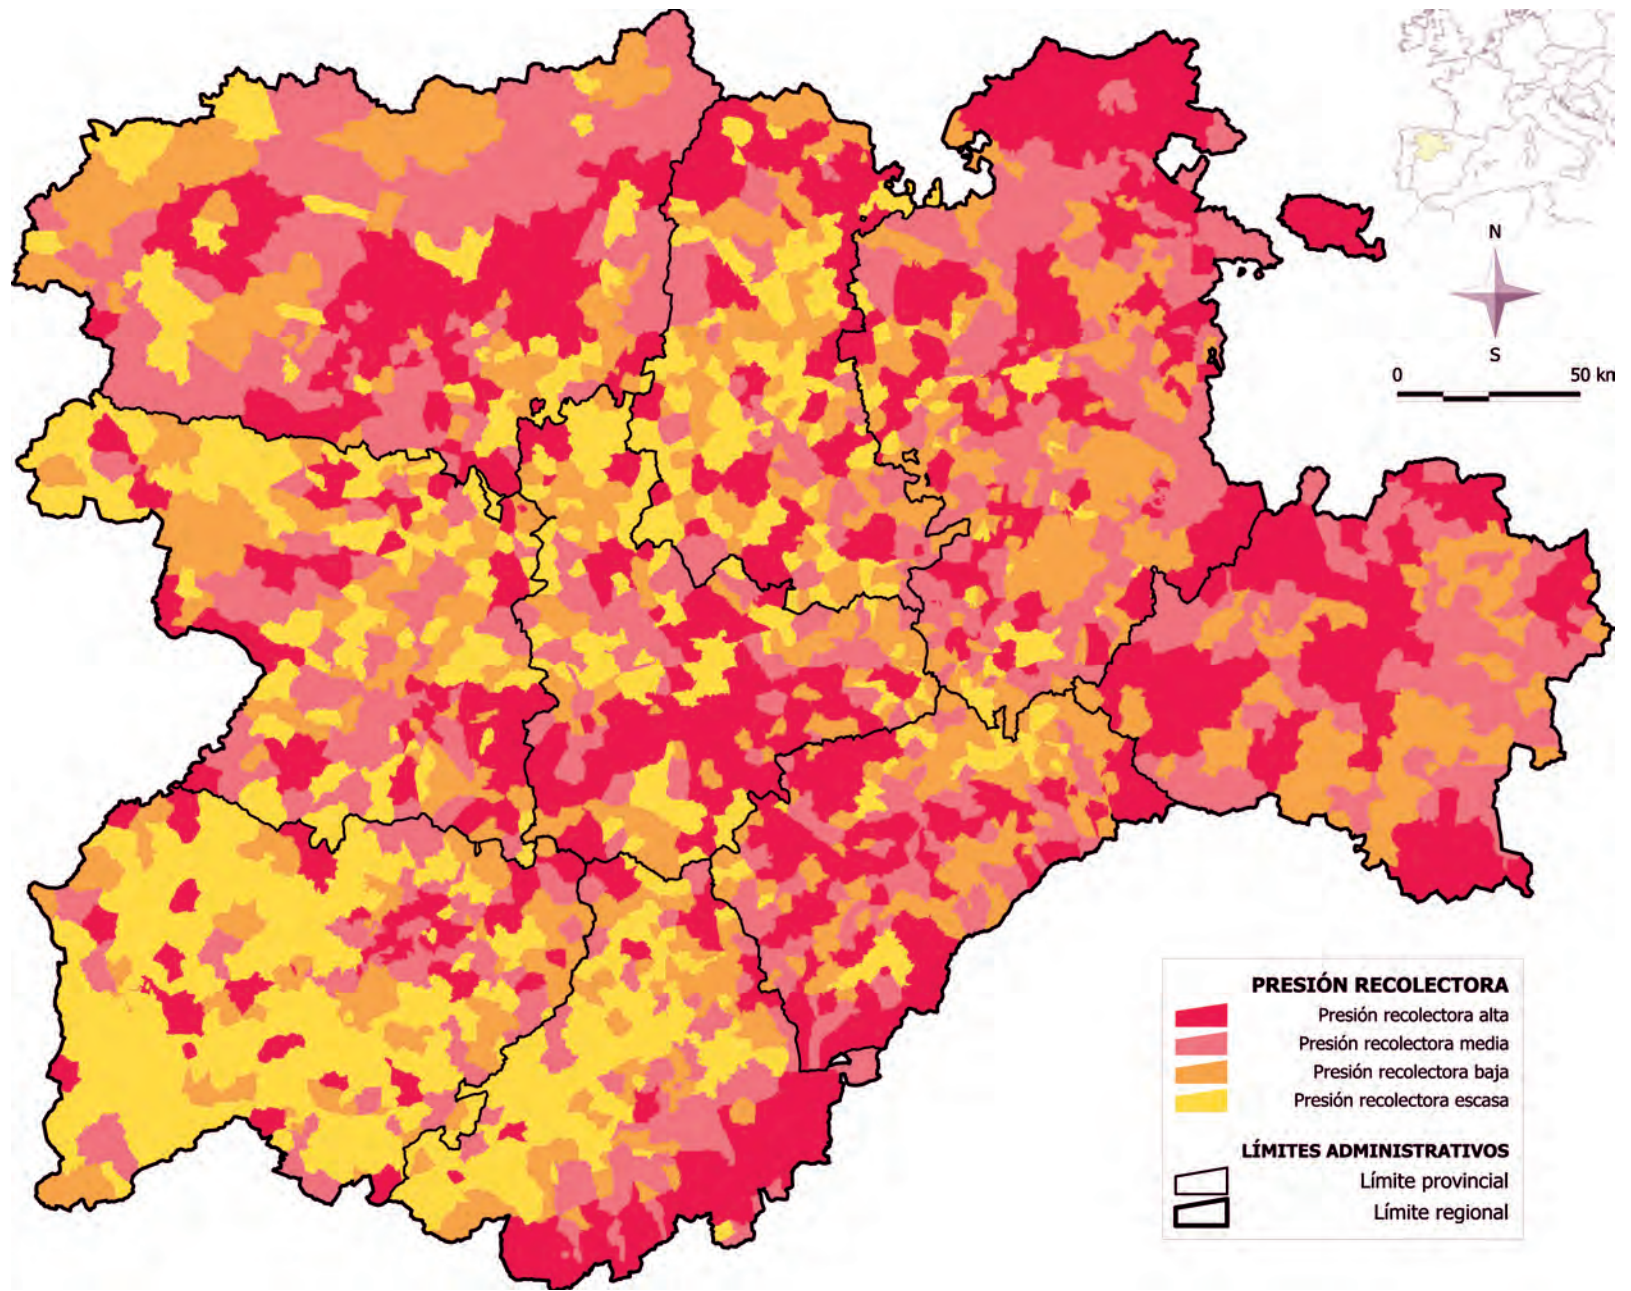 N
S
0 50 km
PRESIÓN RECOLECTORA
Presión recolectora alta
Presión recolectora media
Presión recolectora baja
Presión recolectora escasa
LÍMITES ADMINISTRATIVOS
Límite provincial
Límite regional